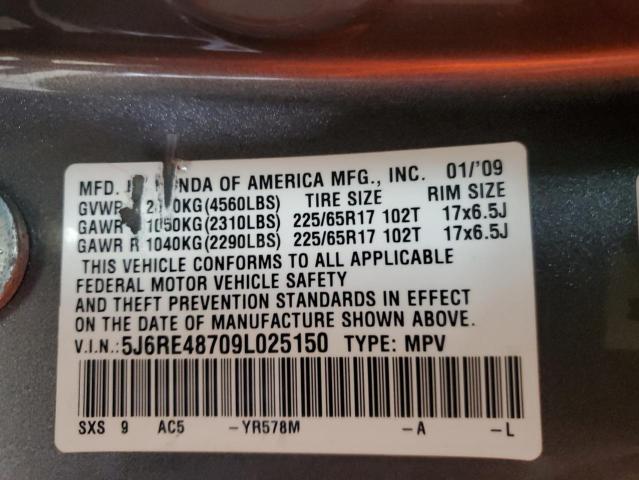 MFD. HONDA OF AMERICA MFG., INC. 01/'09
GVWR KG(4560LBS) TIRE SIZE RIM SIZE
GAWR 1050KG(2310LBS) 225/65R17 102T 17x6.5J
GAWR R 1040KG(2290LBS) 225/65R17 102T 17x6.5J
THIS VEHICLE CONFORMS TO ALL APPLICABLE
FEDERAL MOTOR VEHICLE SAFETY
AND THEFT PREVENTION STANDARDS IN EFFECT
ON THE DATE OF MANUFACTURE SHOWN ABOVE.
V.I.N.:5J6RE48709L025150 TYPE: MPV
SXS 9 AC5 -YR578M -A -L